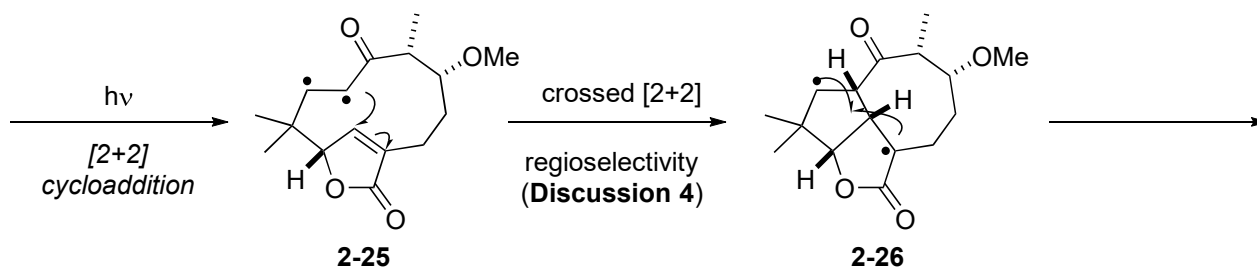 hν
[2+2]
cycloaddition
O
OMe
H
O
O
2-25
crossed [2+2]
regioselectivity
(Discussion 4)
O
OMe
H
H
H
O
O
2-26